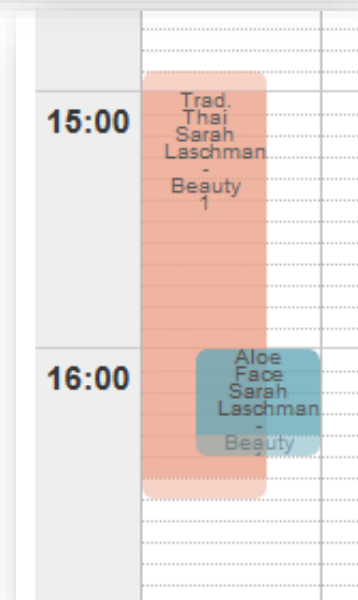 15:00
Trad.
Thai
Sarah
Laschman
-
Beauty
1
16:00
Aloe
Face
Sarah
Laschman
-
Beauty